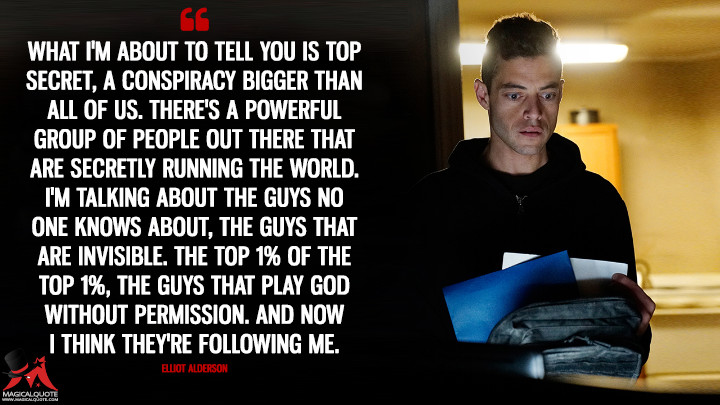 ❝
WHAT I'M ABOUT TO TELL YOU IS TOP
SECRET, A CONSPIRACY BIGGER THAN
ALL OF US. THERE'S A POWERFUL
GROUP OF PEOPLE OUT THERE THAT
ARE SECRETLY RUNNING THE WORLD.
I'M TALKING ABOUT THE GUYS NO
ONE KNOWS ABOUT, THE GUYS THAT
ARE INVISIBLE. THE TOP 1% OF THE
TOP 1%, THE GUYS THAT PLAY GOD
WITHOUT PERMISSION. AND NOW
I THINK THEY'RE FOLLOWING ME.
ELLIOT ALDERSON
MAGICALQUOTE
WWW.MAGICALQUOTE.COM